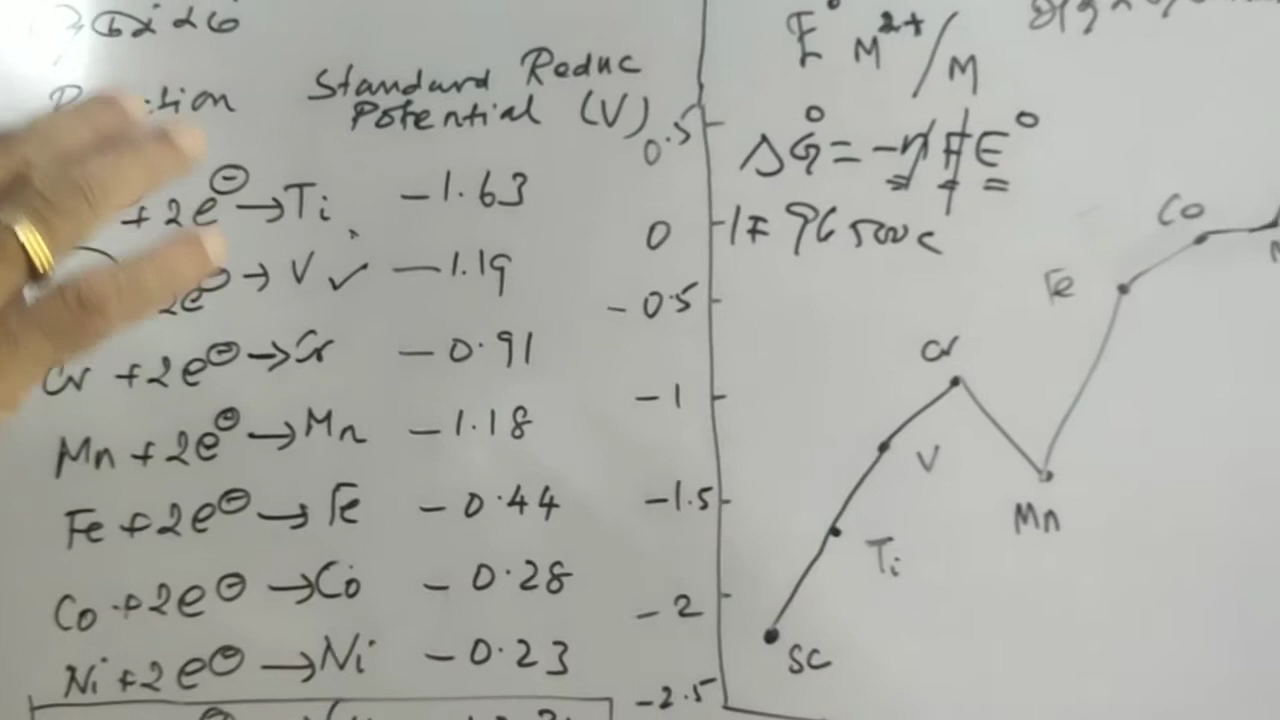 Standard Reduc
Potential (V)
+2e⊖→Ti -1.63
2e⊖→V ✓ -1.19
Cr+2e⊖→Cr -0.91
Mn+2e⊖→Mn -1.18
Fe+2e⊖→Fe -0.44
Co+2e⊖→Co -0.28
Ni+2e⊖→Ni -0.23
E° M²⁺/M
ΔG°=-nFE°
1F 96500C
0.5
0
-0.5
-1
-1.5
-2
-2.5
Co
Fe
Cr
V
Mn
Ti
Sc